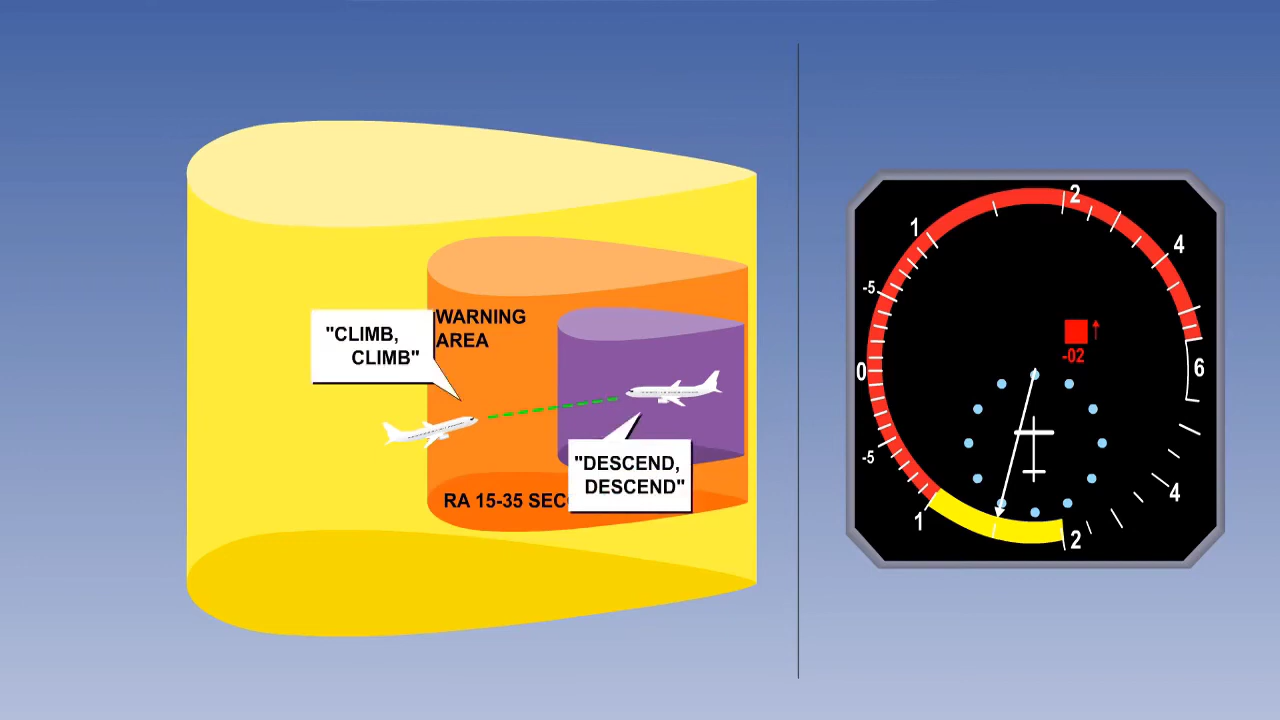 WARNING
AREA
"CLIMB,
CLIMB"
"DESCEND,
DESCEND"
RA 15-35 SEC
1
2
4
-5
-02
0
6
-5
1
2
4